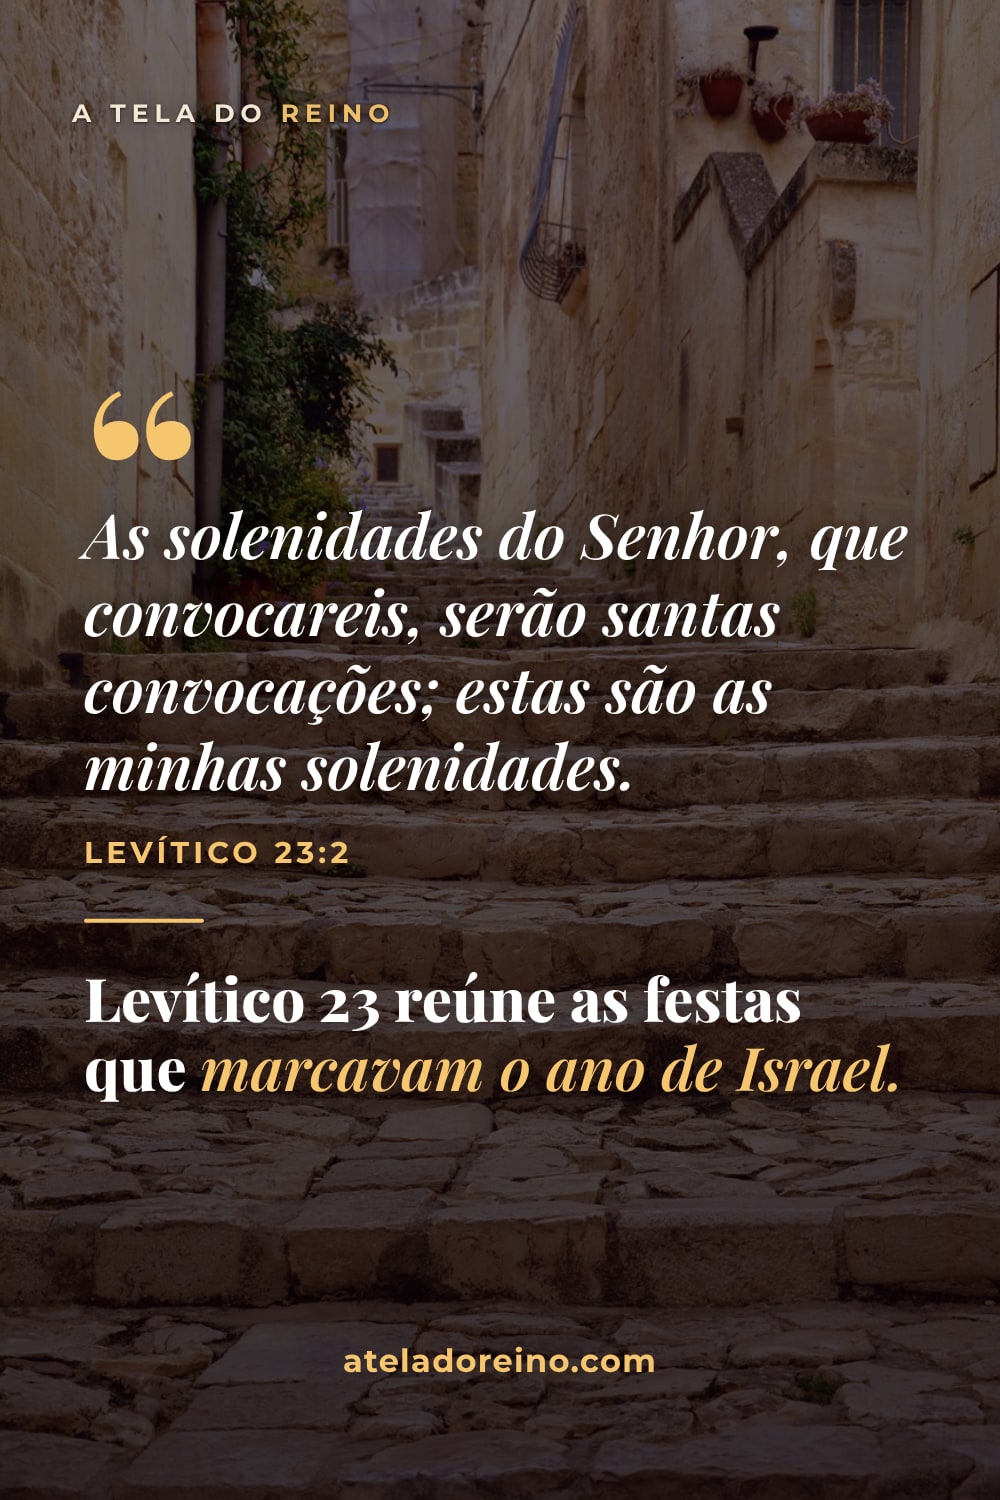 A TELA DO REINO
“
As solenidades do Senhor, que
convocareis, serão santas
convocações; estas são as
minhas solenidades.
LEVÍTICO 23:2
Levítico 23 reúne as festas
que marcavam o ano de Israel.
ateladoreino.com